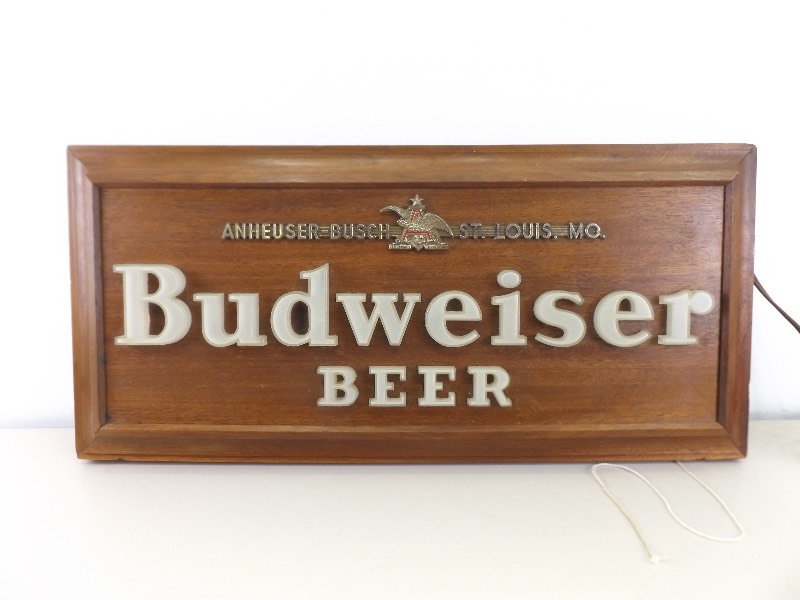 ANHEUSER-BUSCH ST. LOUIS. MO.
Budweiser
BEER